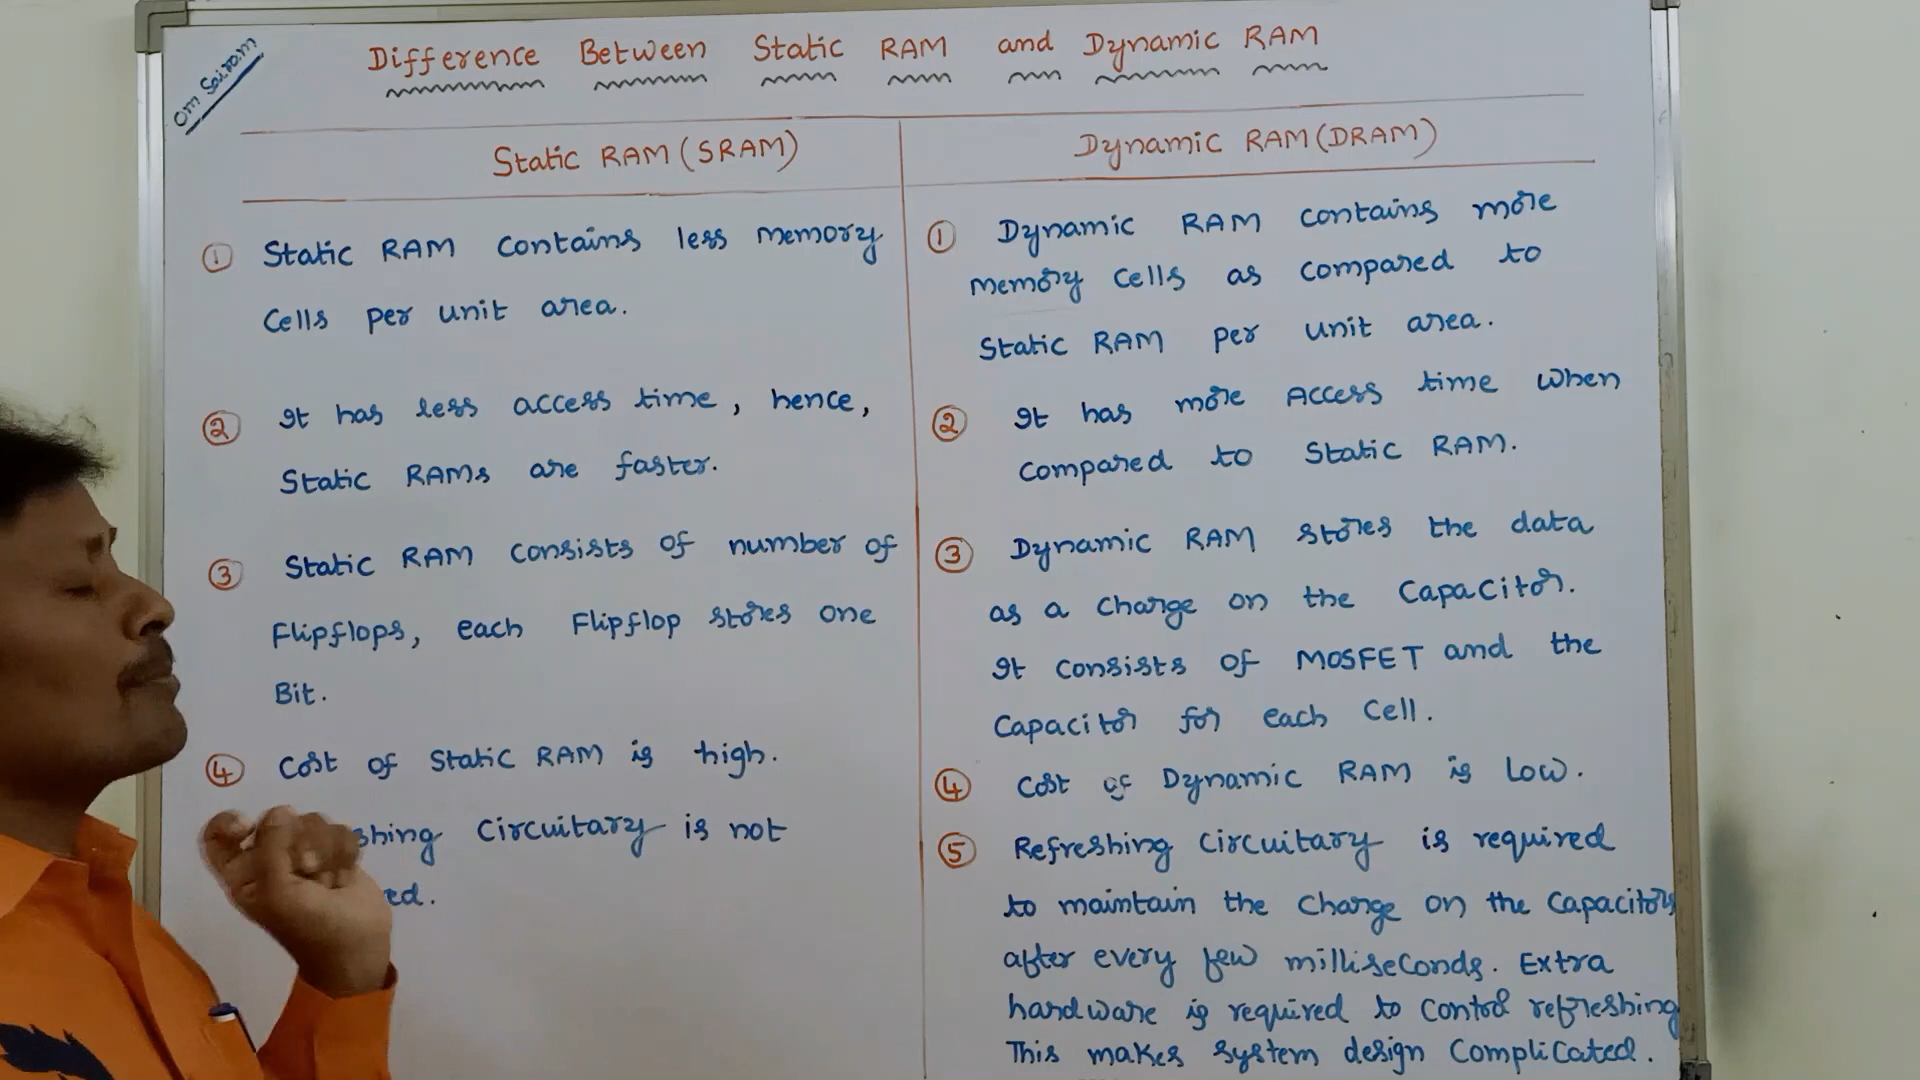 Om Sairam
Difference Between Static RAM and Dynamic RAM
Static RAM (SRAM)
① Static RAM contains less memory
Cells per unit area.
② It has less access time, hence,
Static RAMs are faster.
③ Static RAM consists of number of
Flipflops, each Flipflop stores one
Bit.
④ Cost of Static RAM is high.
shing Circuitary is not
ed.
Dynamic RAM (DRAM)
① Dynamic RAM contains more
memory Cells as compared to
Static RAM per unit area.
② It has more Access time when
Compared to Static RAM.
③ Dynamic RAM stores the data
as a charge on the Capacitor.
It consists of MOSFET and the
Capacitor for each Cell.
④ Cost of Dynamic RAM is Low.
⑤ Refreshing Circuitary is required
to maintain the charge on the Capacitors
after every few milliseconds. Extra
hardware is required to control refreshing
This makes system design Complicated.